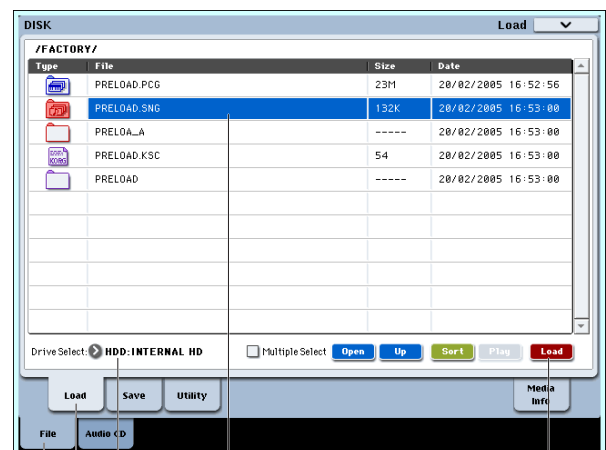 DISK Load
/FACTORY/
Type File Size Date
PRELOAD.PCG 23M 20/02/2005 16:52:56
PRELOAD.SNG 132K 20/02/2005 16:53:00
PRELOA_A ----- 20/02/2005 16:53:00
KORG PRELOAD.KSC 54 20/02/2005 16:53:00
PRELOAD ----- 20/02/2005 16:53:00
Drive Select: HDD:INTERNAL HD Multiple Select Open Up Sort Play Load
Load Save Utility Media Info
File Audio CD